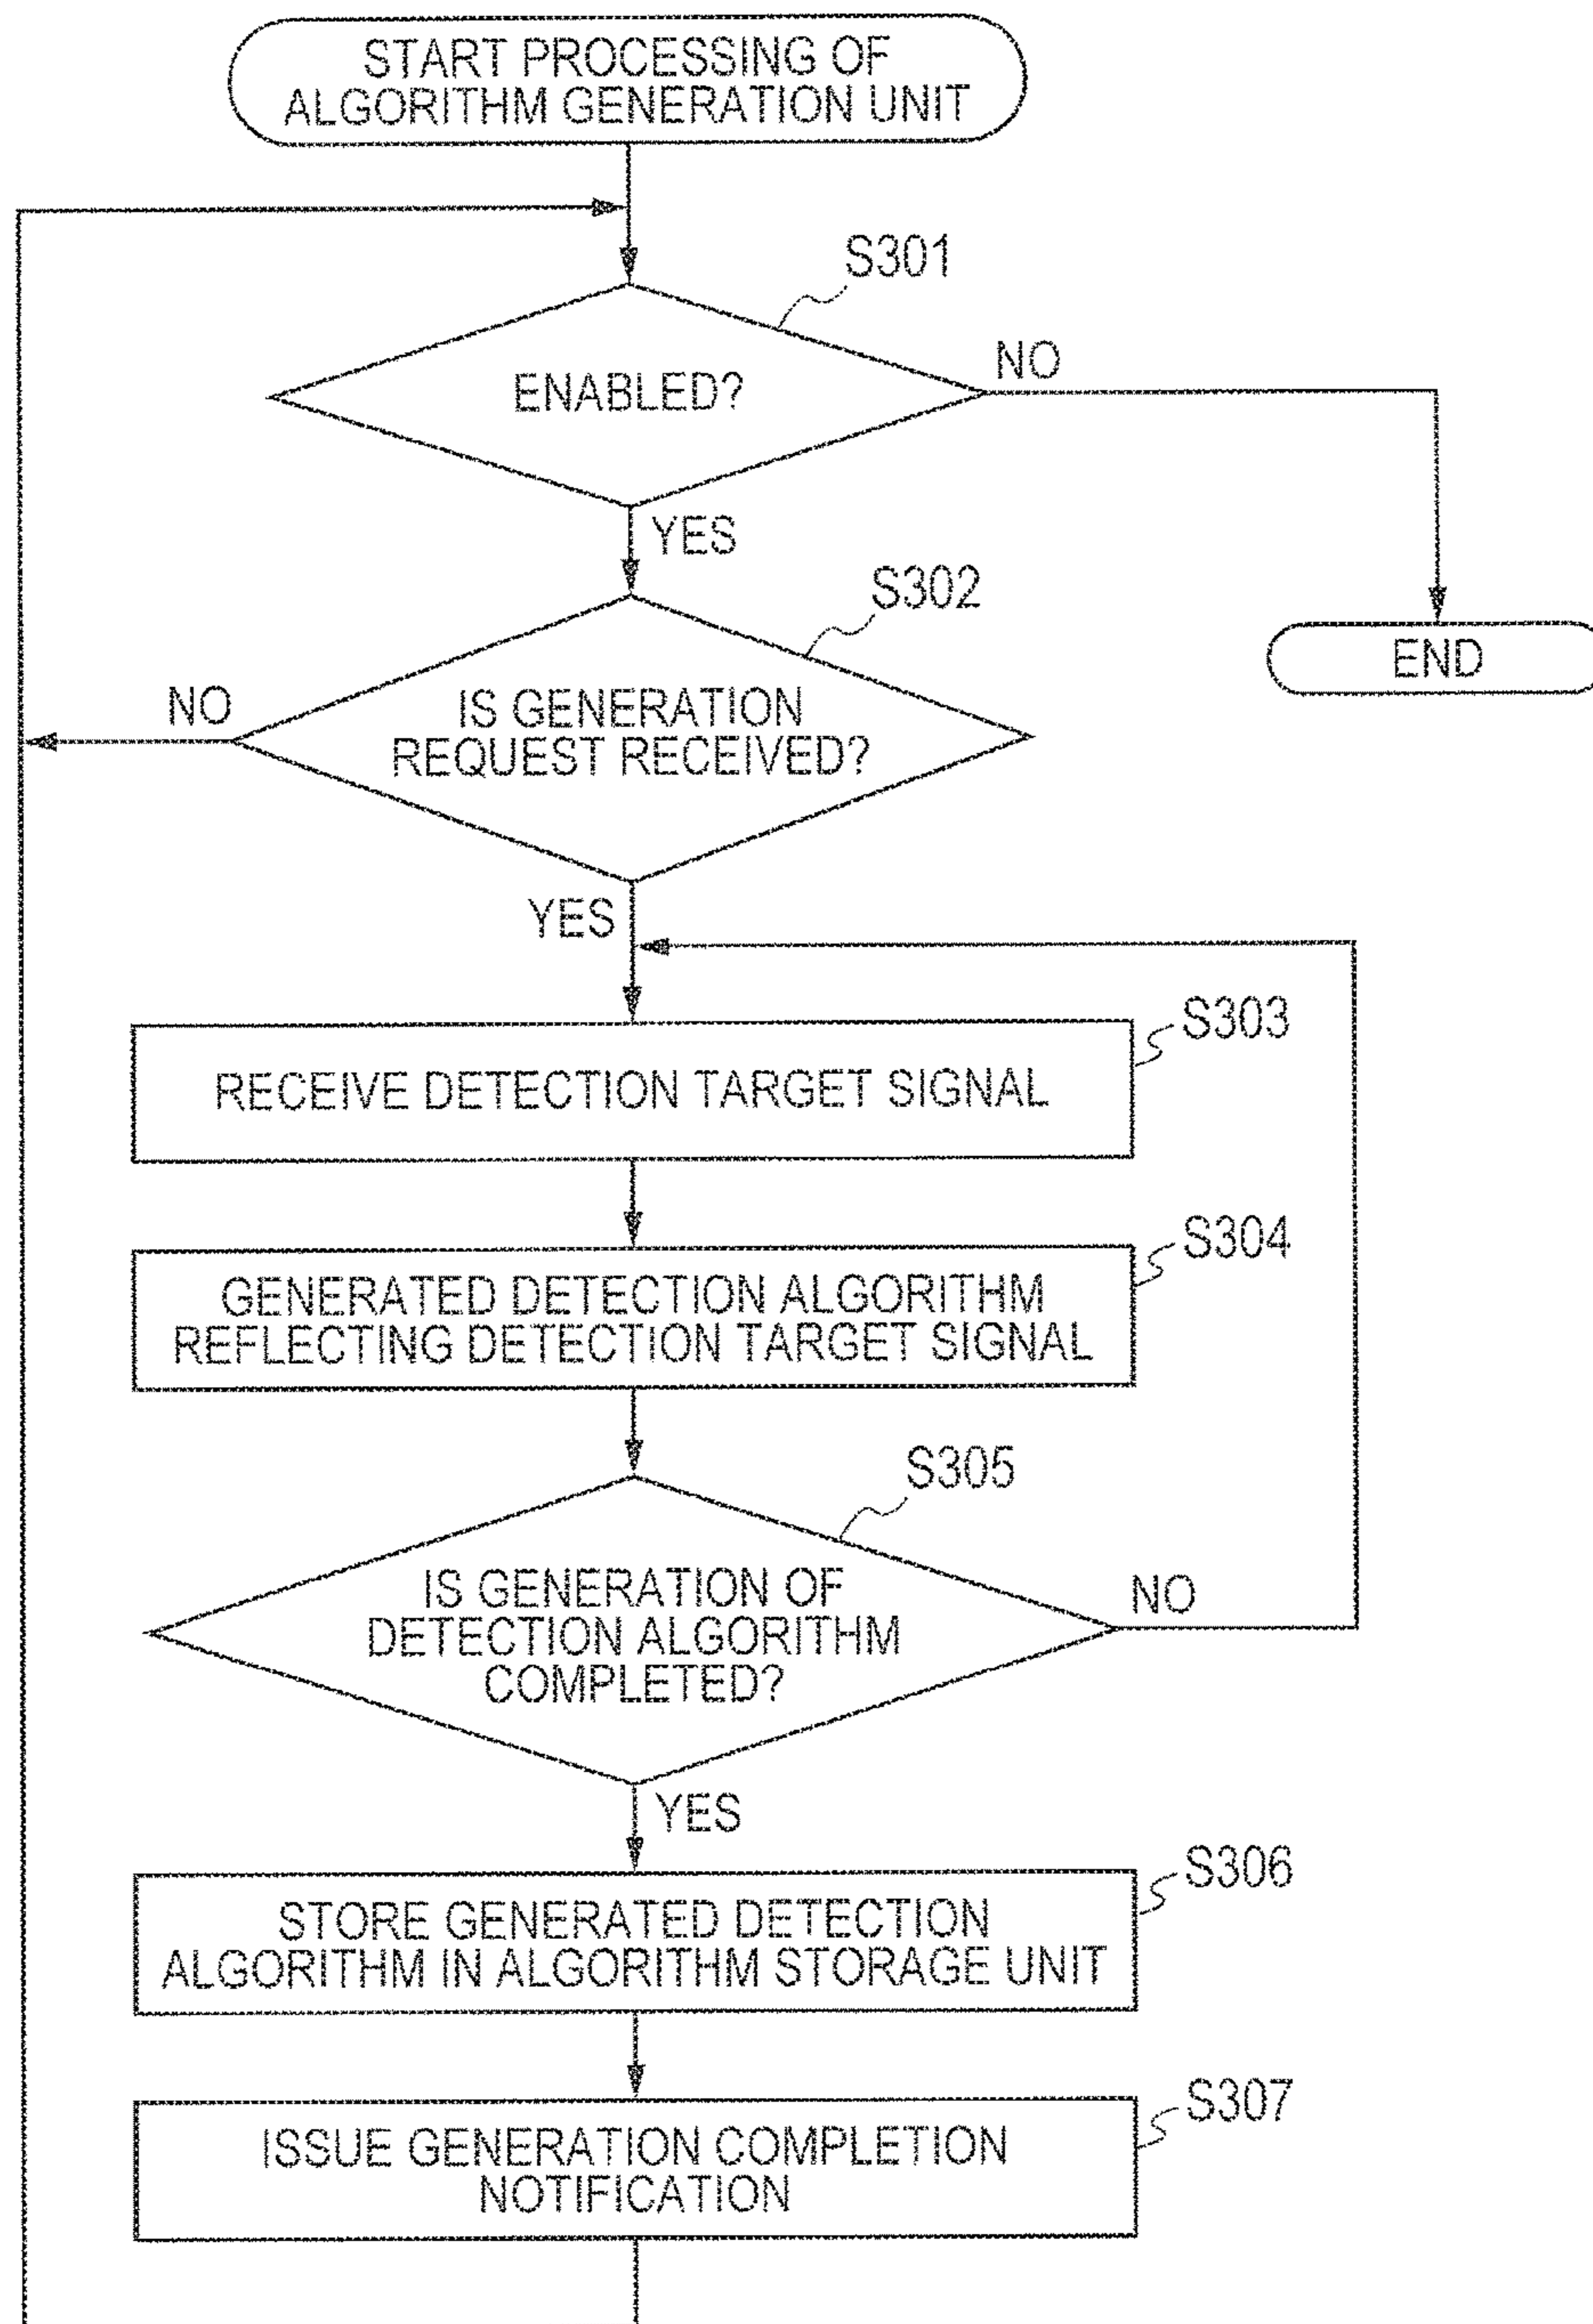 START PROCESSING OF
ALGORITHM GENERATION UNIT
S301
ENABLED?
NO
YES
S302
IS GENERATION
REQUEST RECEIVED?
NO
END
YES
S303
RECEIVE DETECTION TARGET SIGNAL
S304
GENERATED DETECTION ALGORITHM
REFLECTING DETECTION TARGET SIGNAL
S305
IS GENERATION OF
DETECTION ALGORITHM
COMPLETED?
NO
YES
S306
STORE GENERATED DETECTION
ALGORITHM IN ALGORITHM STORAGE UNIT
S307
ISSUE GENERATION COMPLETION
NOTIFICATION